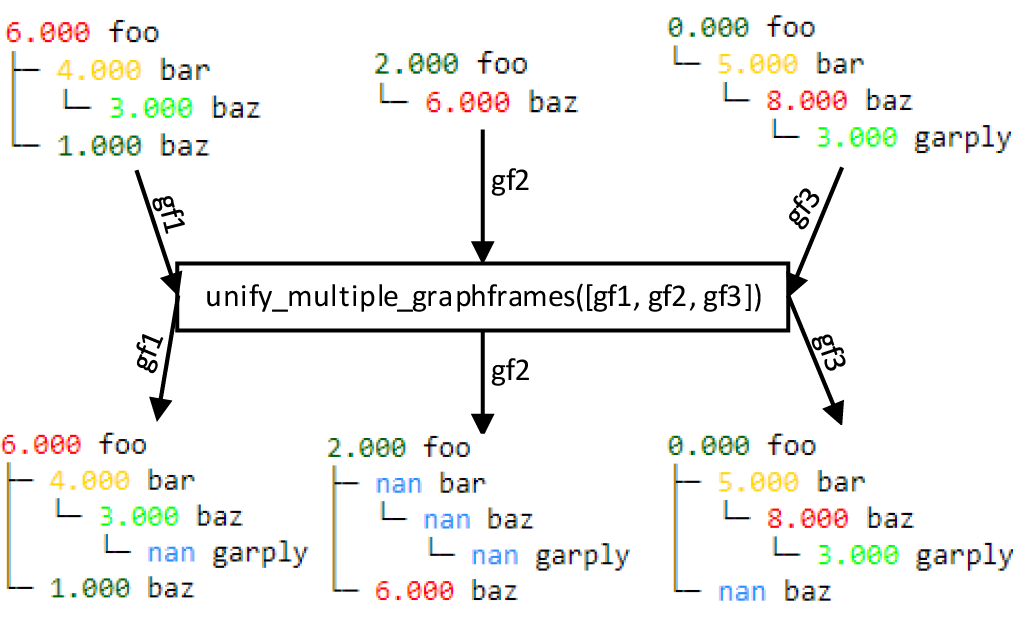 6.000 foo
├─ 4.000 bar
│  └─ 3.000 baz
└─ 1.000 baz
2.000 foo
└─ 6.000 baz
0.000 foo
└─ 5.000 bar
   └─ 8.000 baz
      └─ 3.000 garply
gf1
gf2
gf3
unify_multiple_graphframes([gf1, gf2, gf3])
gf1
gf2
gf3
6.000 foo
├─ 4.000 bar
│  └─ 3.000 baz
│     └─ nan garply
└─ 1.000 baz
2.000 foo
├─ nan bar
│  └─ nan baz
│     └─ nan garply
└─ 6.000 baz
0.000 foo
├─ 5.000 bar
│  └─ 8.000 baz
│     └─ 3.000 garply
└─ nan baz